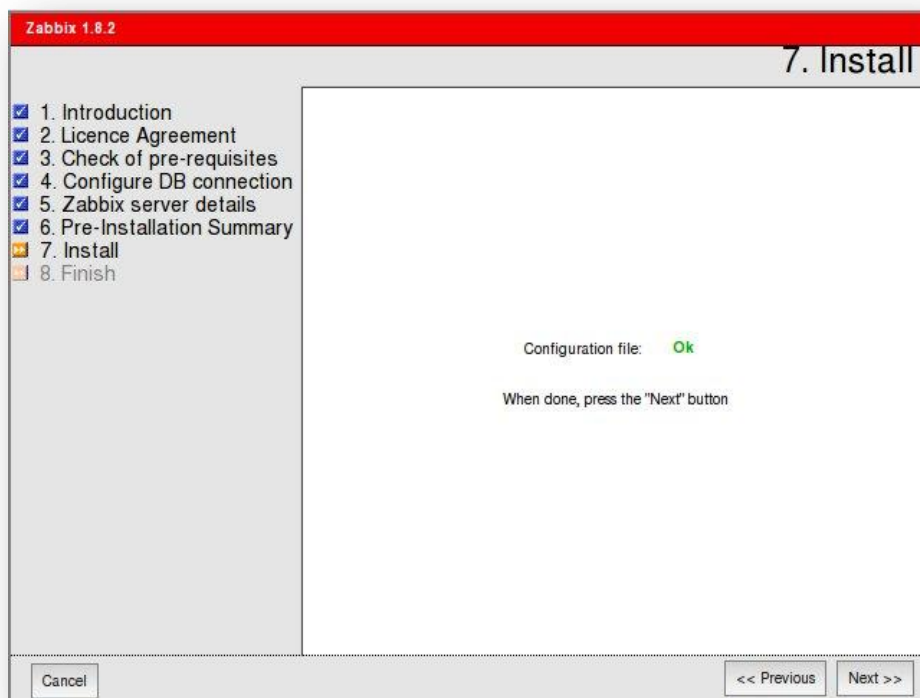 Zabbix 1.8.2
7. Install
1. Introduction
2. Licence Agreement
3. Check of pre-requisites
4. Configure DB connection
5. Zabbix server details
6. Pre-Installation Summary
7. Install
8. Finish
Configuration file: Ok
When done, press the "Next" button
Cancel
<< Previous
Next >>